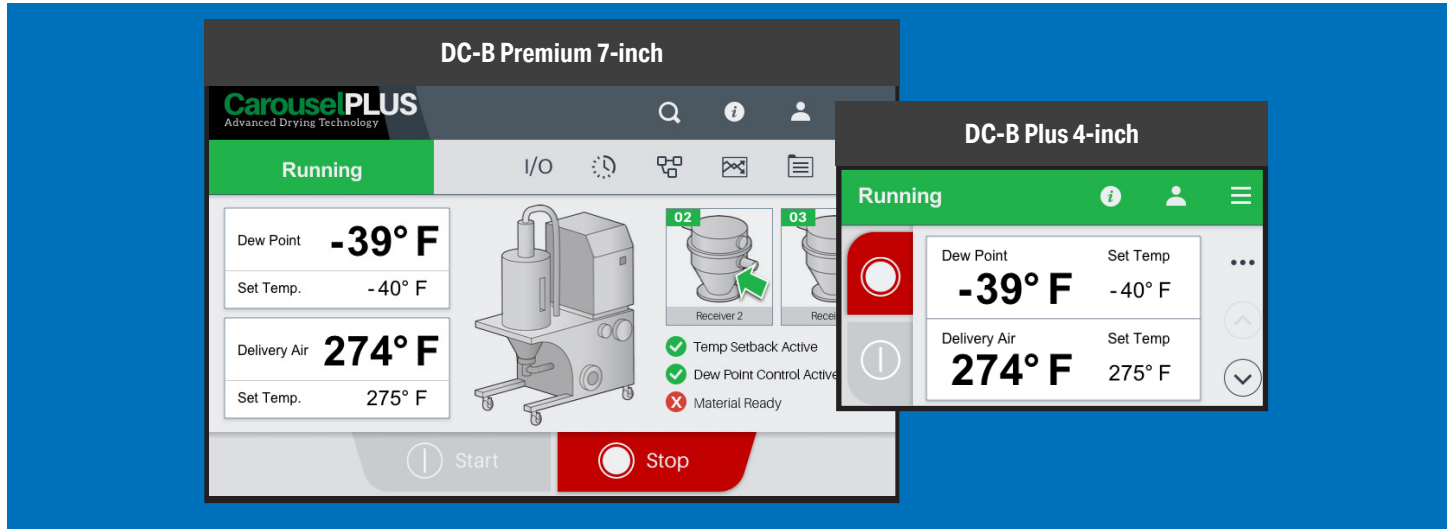 DC-B Premium 7-inch
CarouselPLUS
Advanced Drying Technology
Running
I/O
Dew Point -39° F
Set Temp. -40° F
Delivery Air 274° F
Set Temp. 275° F
02
03
Receiver 2
Temp Setback Active
Dew Point Control Active
Material Ready
Start
Stop
DC-B Plus 4-inch
Running
Dew Point Set Temp
-39° F -40° F
Delivery Air Set Temp
274° F 275° F